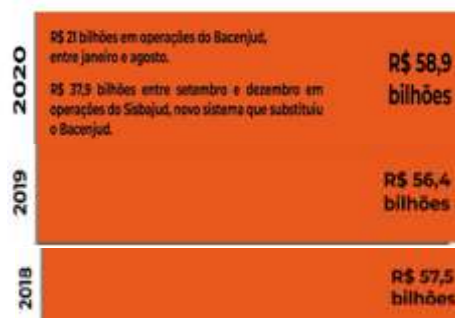 2020
R$ 21 bilhões em operações do Bacenjud,
entre janeiro e agosto.
R$ 37,9 bilhões entre setembro e dezembro em
operações do Sisbajud, novo sistema que substituiu
o Bacenjud.
R$ 58,9
bilhões
2019
R$ 56,4
bilhões
2018
R$ 57,5
bilhões